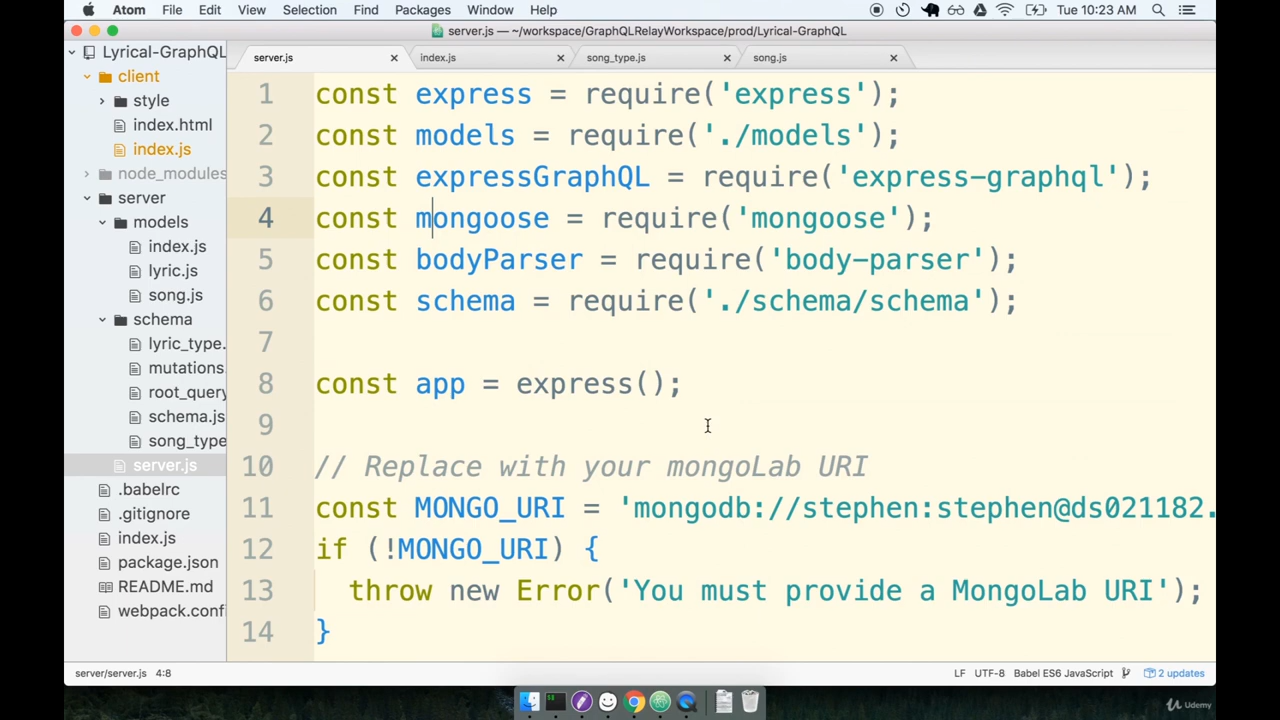 Atom File Edit View Selection Find Packages Window Help Tue 10:23 AM
server.js — ~/workspace/GraphQLRelayWorkspace/prod/Lyrical-GraphQL
Lyrical-GraphQL
client
style
index.html
index.js
node_modules
server
models
index.js
lyric.js
song.js
schema
lyric_type.
mutations.
root_query
schema.js
song_type
server.js
.babelrc
.gitignore
index.js
package.json
README.md
webpack.confi
server.js index.js song_type.js song.js
1 const express = require('express');
2 const models = require('./models');
3 const expressGraphQL = require('express-graphql');
4 const mongoose = require('mongoose');
5 const bodyParser = require('body-parser');
6 const schema = require('./schema/schema');
7
8 const app = express();
9
10 // Replace with your mongoLab URI
11 const MONGO_URI = 'mongodb://stephen:stephen@ds021182.
12 if (!MONGO_URI) {
13 throw new Error('You must provide a MongoLab URI');
14 }
server/server.js 4:8 LF UTF-8 Babel ES6 JavaScript 2 updates
Udemy